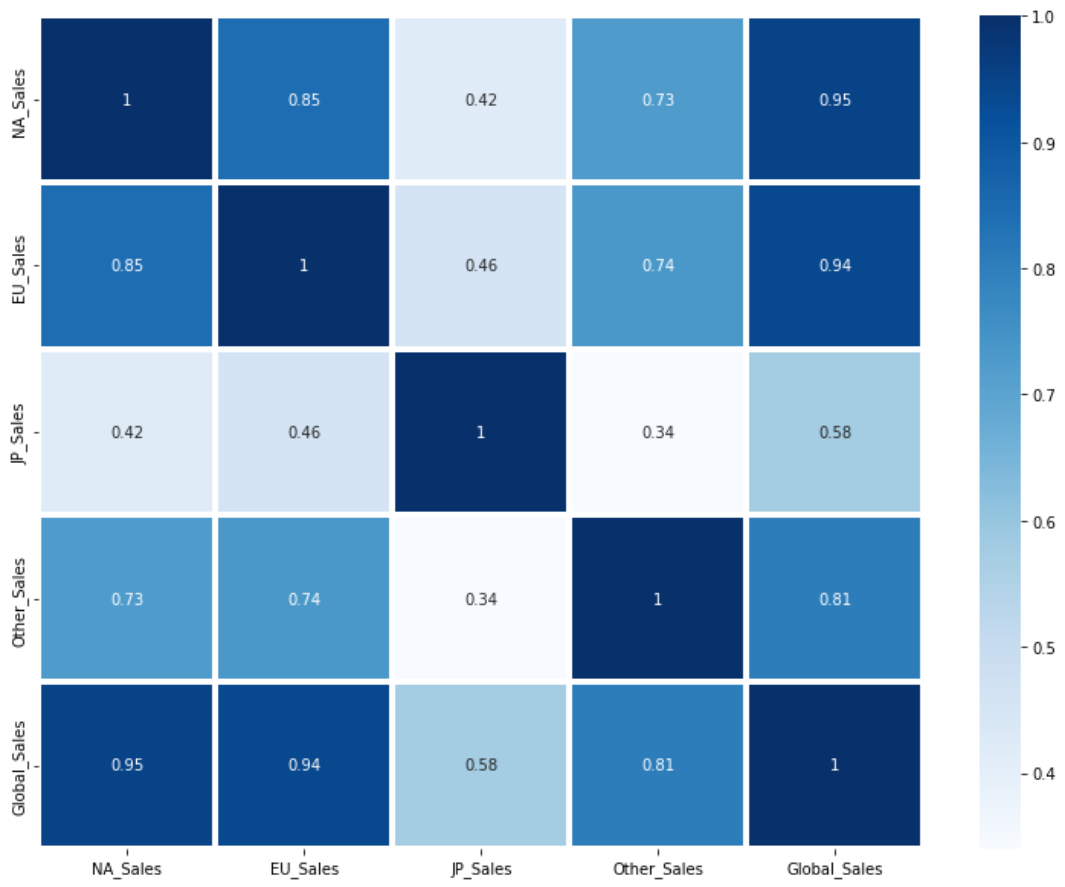 NA_Sales 1 0.85 0.42 0.73 0.95
EU_Sales 0.85 1 0.46 0.74 0.94
JP_Sales 0.42 0.46 1 0.34 0.58
Other_Sales 0.73 0.74 0.34 1 0.81
Global_Sales 0.95 0.94 0.58 0.81 1
NA_Sales EU_Sales JP_Sales Other_Sales Global_Sales
1.0
0.9
0.8
0.7
0.6
0.5
0.4